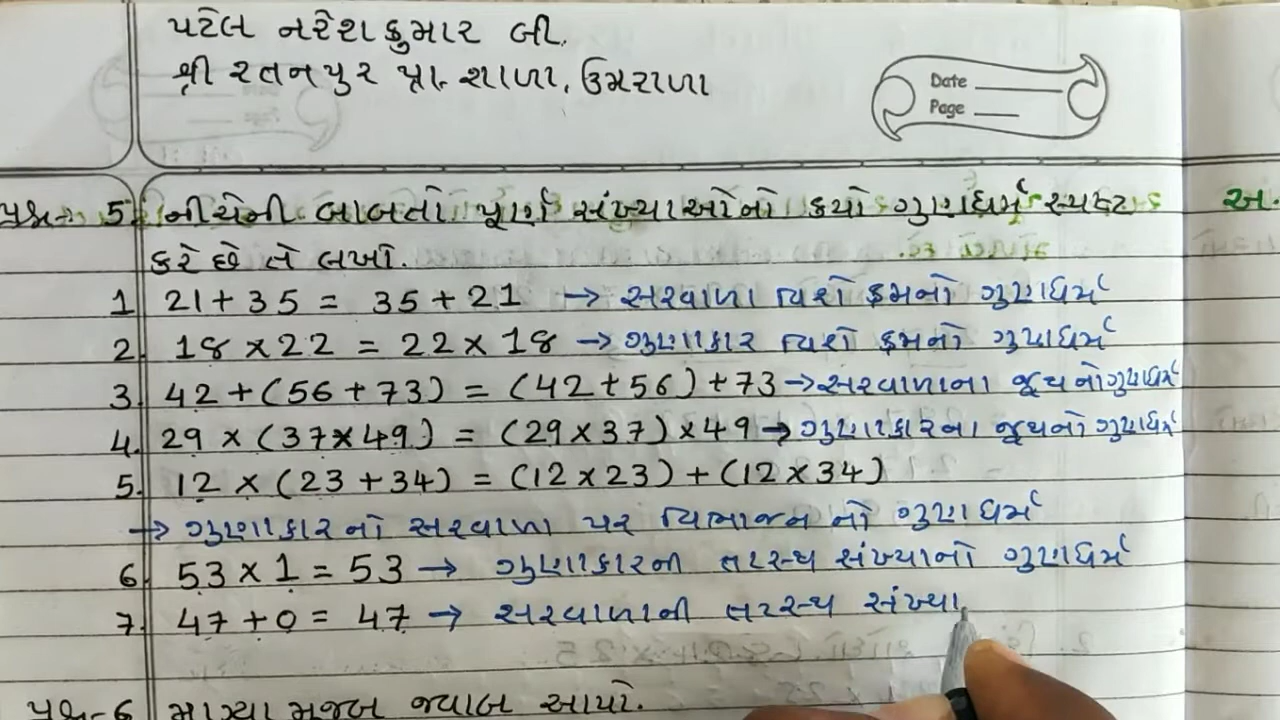 પટેલ નરેશકુમાર બી.
શ્રી રતનપુર પ્રા. શાળા, ઉમરાળા
Date
Page
પ્રશ્ન- 5 નીચેની બાબતો પૂર્ણ સંખ્યાઓનો કયો ગુણધર્મ સ્પષ્ટ અ.
કરે છે તે લખો.
1. 21 + 35 = 35 + 21 → સરવાળા વિશે ક્રમનો ગુણધર્મ
2. 18 × 22 = 22 × 18 → ગુણાકાર વિશે ક્રમનો ગુણધર્મ
3. 42 + (56 + 73) = (42 + 56) + 73 → સરવાળાના જૂથનો ગુણધર્મ
4. 29 × (37 × 49) = (29 × 37) × 49 → ગુણાકારના જૂથનો ગુણધર્મ
5. 12 × (23 + 34) = (12 × 23) + (12 × 34)
→ ગુણાકારનો સરવાળા પર વિભાજન નો ગુણધર્મ
6. 53 × 1 = 53 → ગુણાકારની તટસ્થ સંખ્યાનો ગુણધર્મ
7. 47 + 0 = 47 → સરવાળાની તટસ્થ સંખ્યા
પ્રશ્ન-6 માગ્યા મુજબ જવાબ આપો.